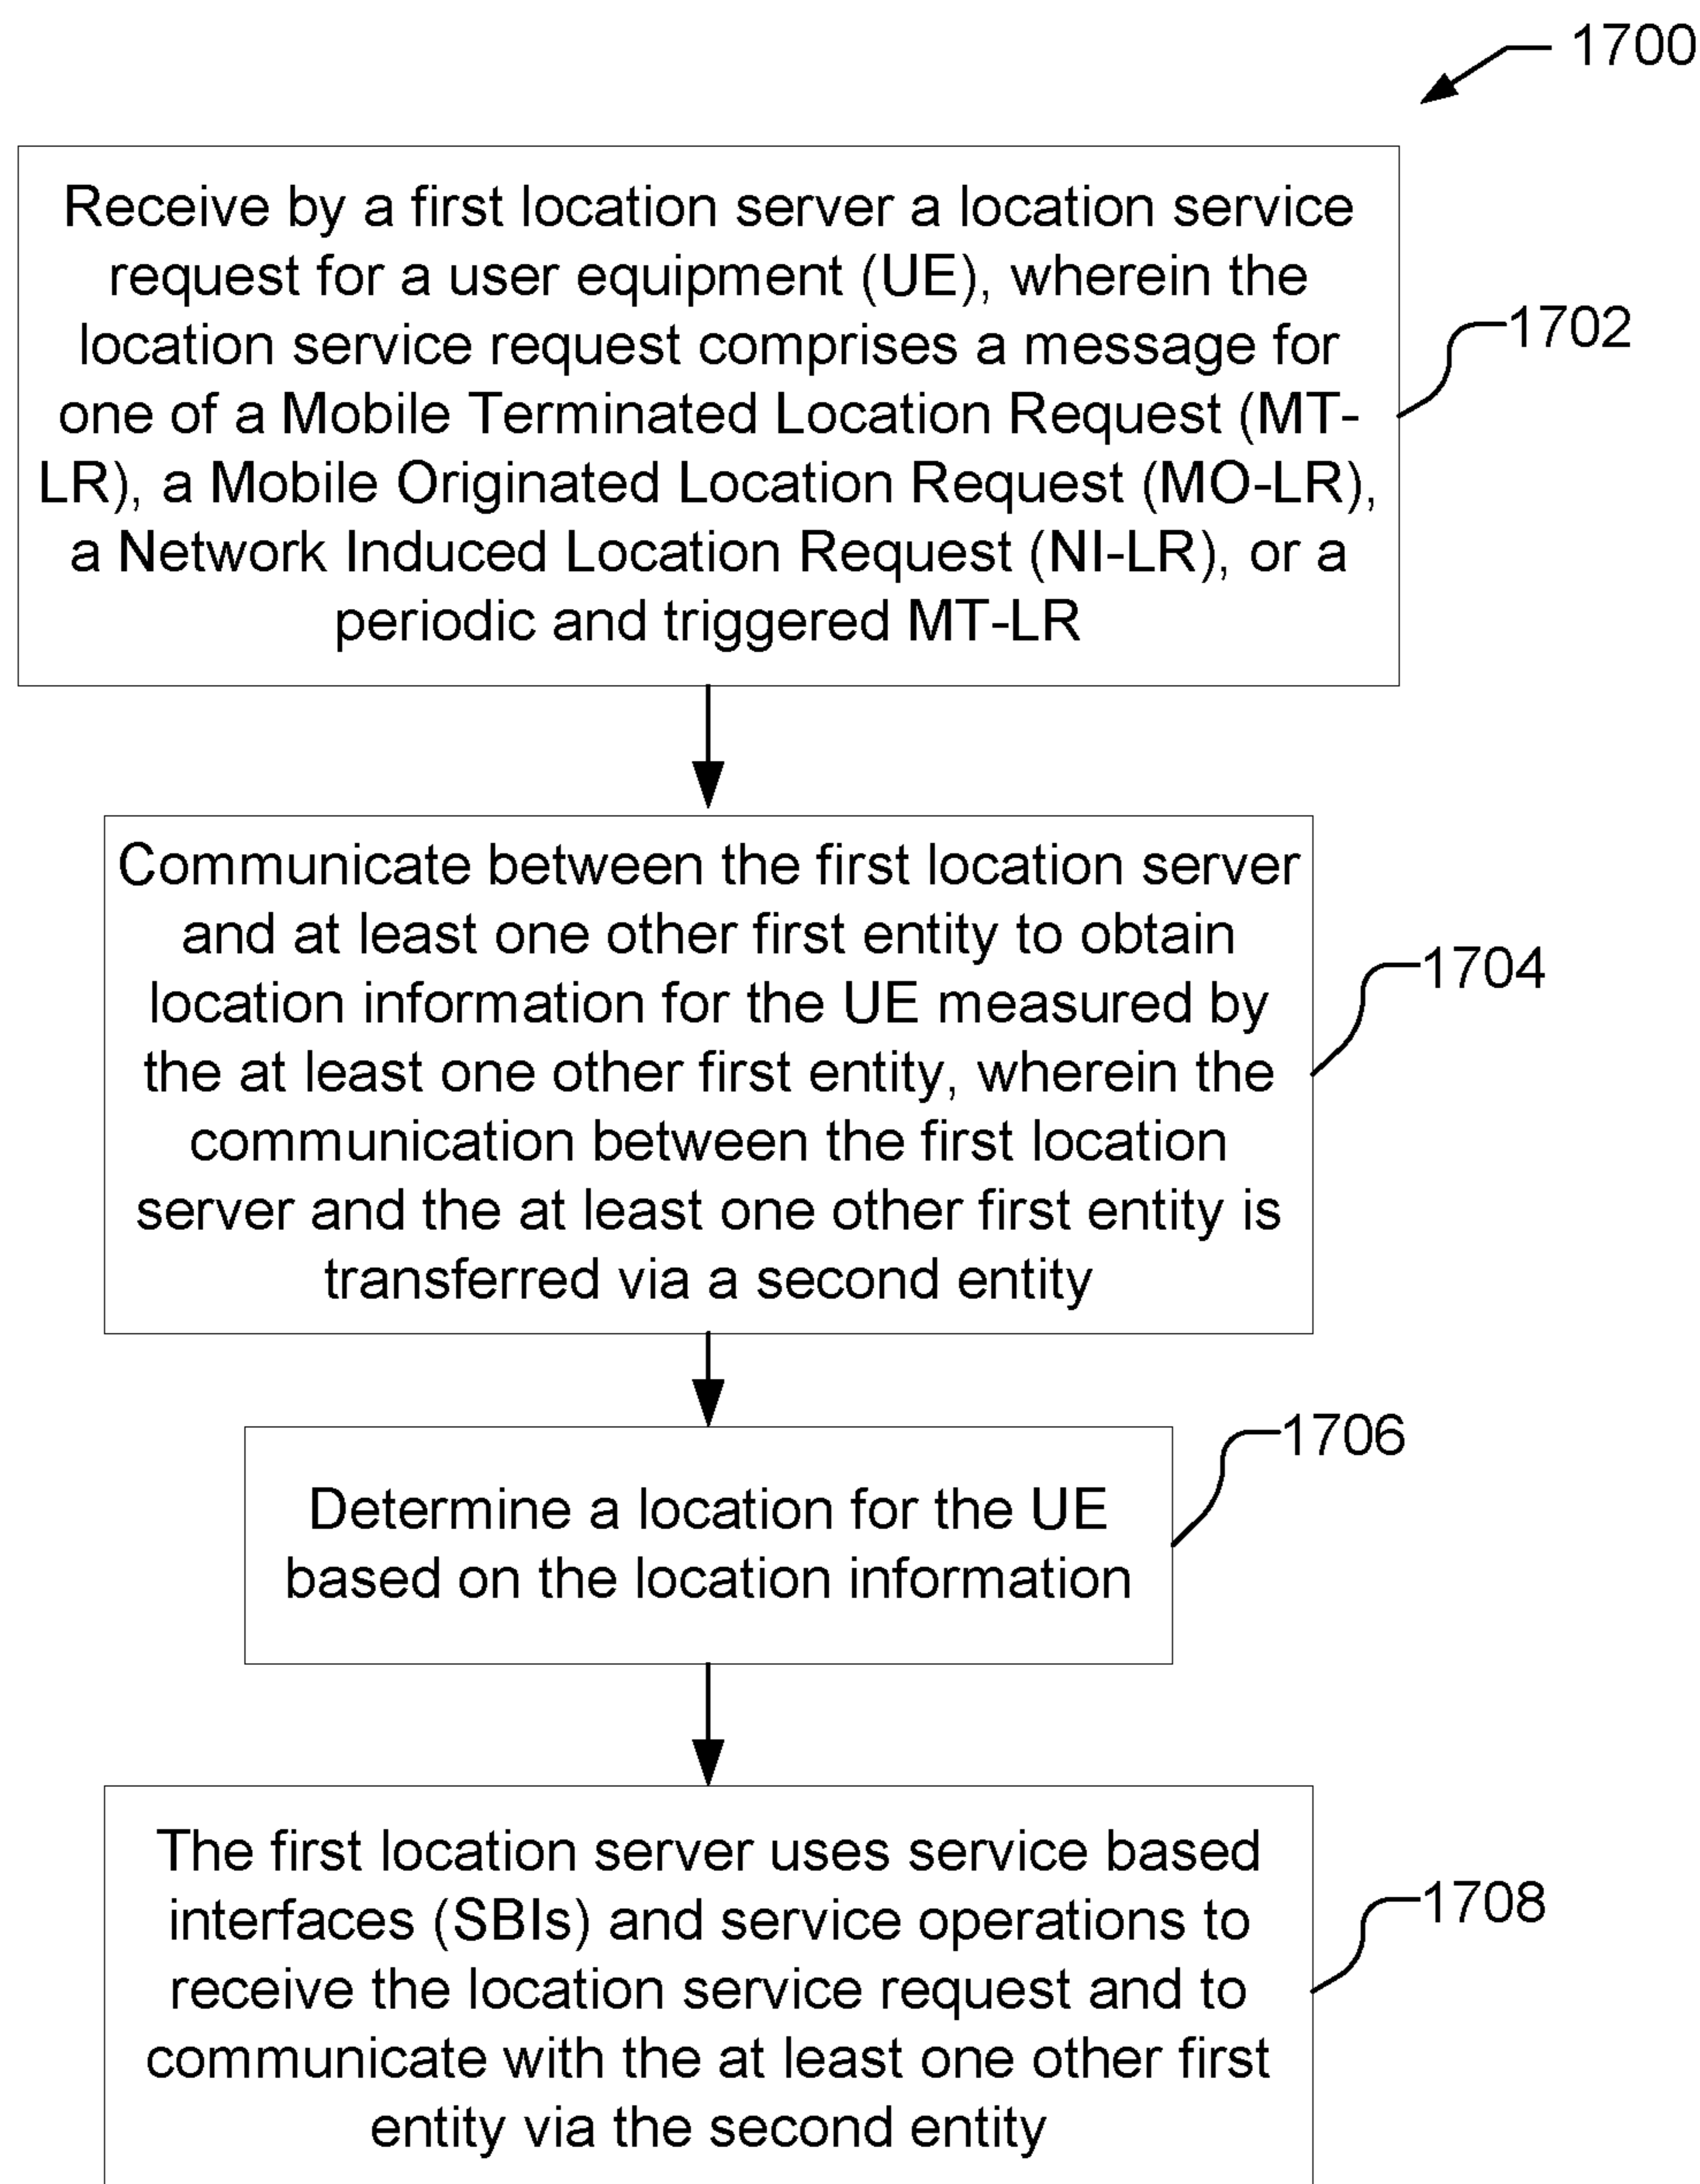 1700
Receive by a first location server a location service
request for a user equipment (UE), wherein the
location service request comprises a message for
one of a Mobile Terminated Location Request (MT-
LR), a Mobile Originated Location Request (MO-LR),
a Network Induced Location Request (NI-LR), or a
periodic and triggered MT-LR
1702
Communicate between the first location server
and at least one other first entity to obtain
location information for the UE measured by
the at least one other first entity, wherein the
communication between the first location
server and the at least one other first entity is
transferred via a second entity
1704
Determine a location for the UE
based on the location information
1706
The first location server uses service based
interfaces (SBIs) and service operations to
receive the location service request and to
communicate with the at least one other first
entity via the second entity
1708